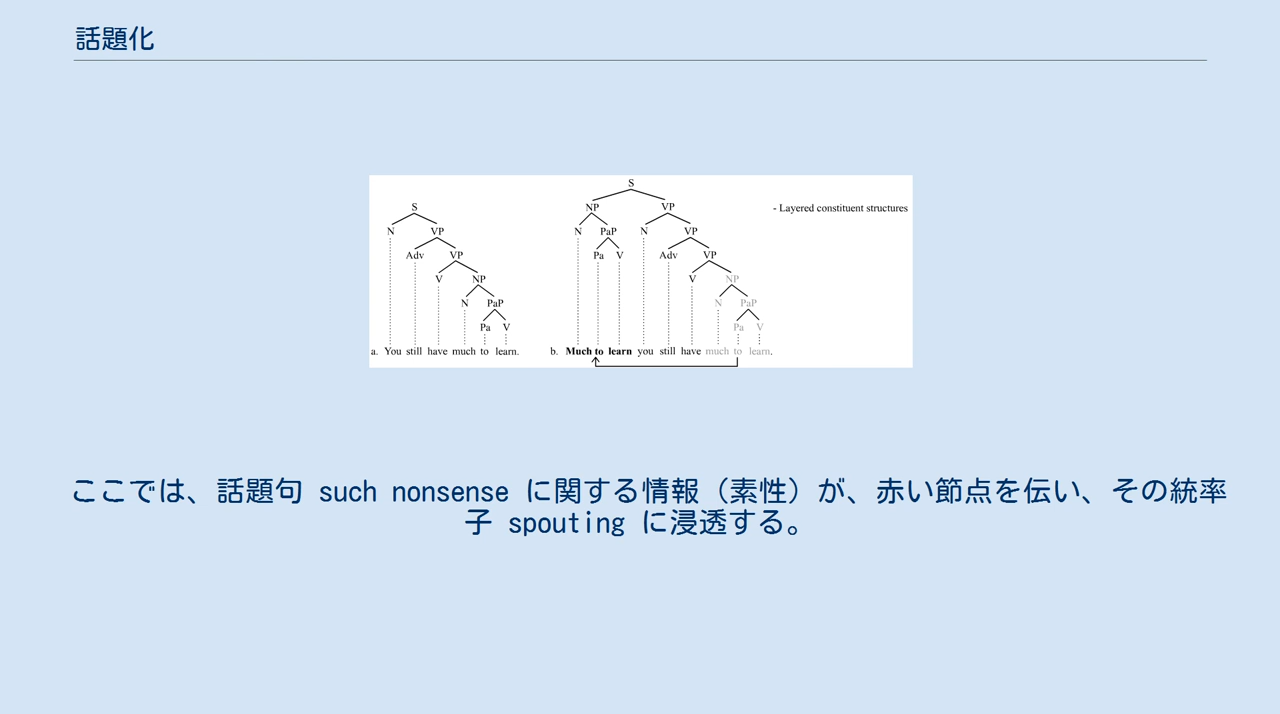 話題化
S
NP VP
- Layered constituent structures
S
N VP
N PaP N VP
Adv VP
Pa V Adv VP
V NP
V NP
N PaP
N PaP
Pa V
Pa V
a. You still have much to learn.
b. Much to learn you still have much to learn.
ここでは、話題句 such nonsense に関する情報（素性）が、赤い節点を伝い、その統率
子 spouting に浸透する。